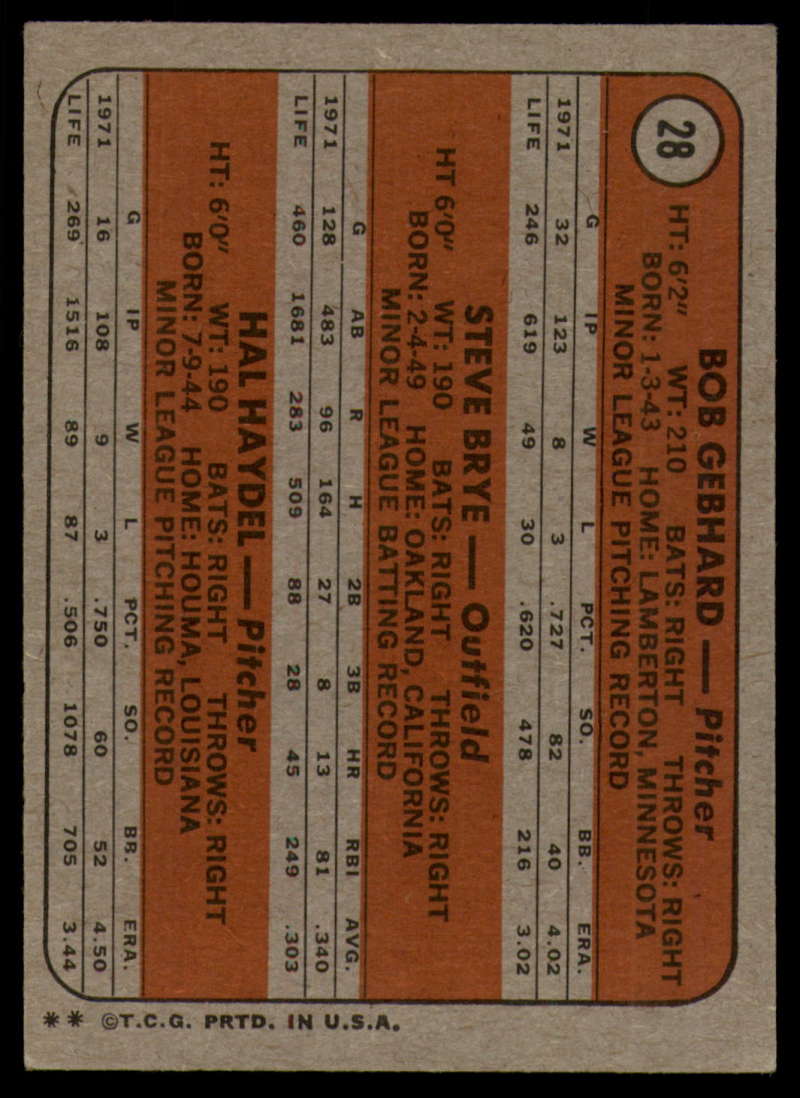 28
BOB GEBHARD — Pitcher
HT: 6'2" WT: 210 BATS: RIGHT THROWS: RIGHT
BORN: 1-3-43 HOME: LAMBERTON, MINNESOTA
MINOR LEAGUE PITCHING RECORD
G IP W L PCT. SO. BB. ERA.
1971 32 123 8 3 .727 82 40 4.02
LIFE 246 619 49 30 .620 478 216 3.02
STEVE BRYE — Outfield
HT 6'0" WT: 190 BATS: RIGHT THROWS: RIGHT
BORN: 2-4-49 HOME: OAKLAND, CALIFORNIA
MINOR LEAGUE BATTING RECORD
G AB R H 2B 3B HR RBI AVG.
1971 128 483 96 164 27 8 13 81 .340
LIFE 460 1681 283 509 88 28 45 249 .303
HAL HAYDEL — Pitcher
HT: 6'0" WT: 190 BATS: RIGHT THROWS: RIGHT
BORN: 7-9-44 HOME: HOUMA, LOUISIANA
MINOR LEAGUE PITCHING RECORD
G IP W L PCT. SO. BB. ERA.
1971 16 108 9 3 .750 60 52 4.50
LIFE 269 1516 89 87 .506 1078 705 3.44
** ©T.C.G. PRTD. IN U.S.A.